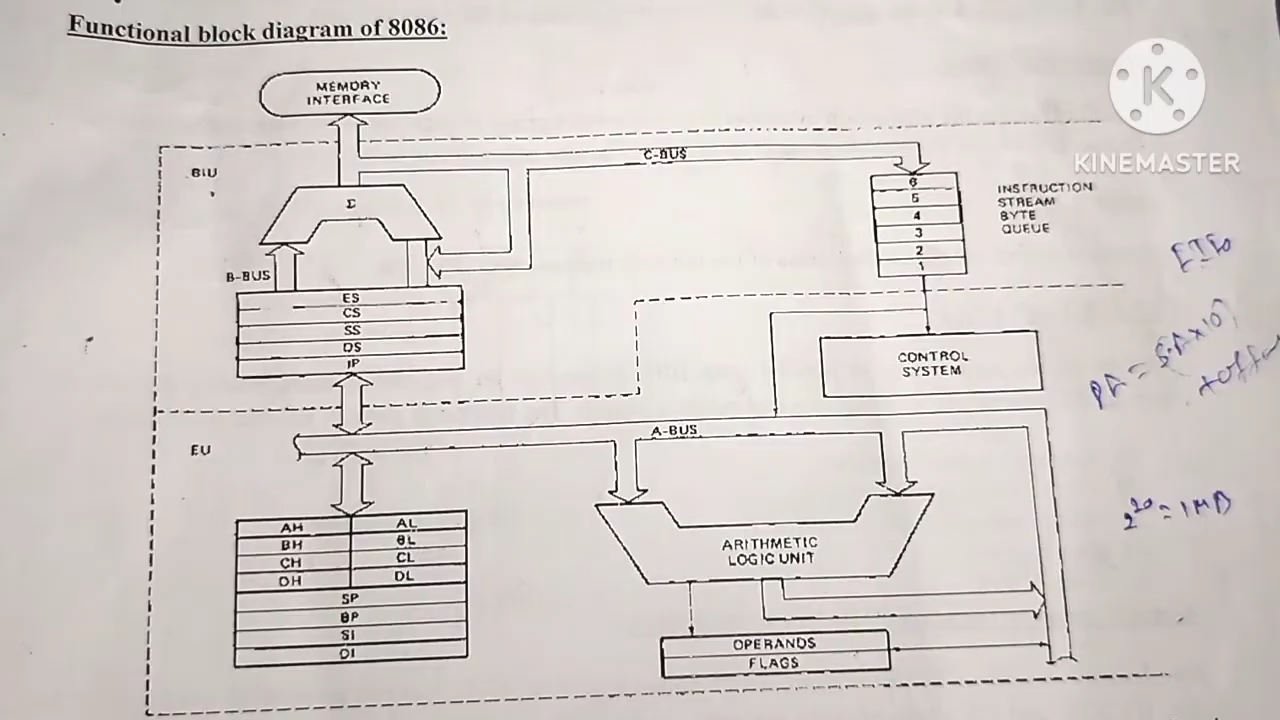 Functional block diagram of 8086:
MEMORY
INTERFACE
K
KINEMASTER
C-BUS
BIU
Σ
6
5
4
3
2
1
INSTRUCTION
STREAM
BYTE
QUEUE
B-BUS
ES
CS
SS
DS
IP
CONTROL
SYSTEM
EU
A-BUS
AH AL
BH BL
CH CL
DH DL
SP
BP
SI
DI
ARITHMETIC
LOGIC UNIT
OPERANDS
FLAGS
2²⁰ = 1MB